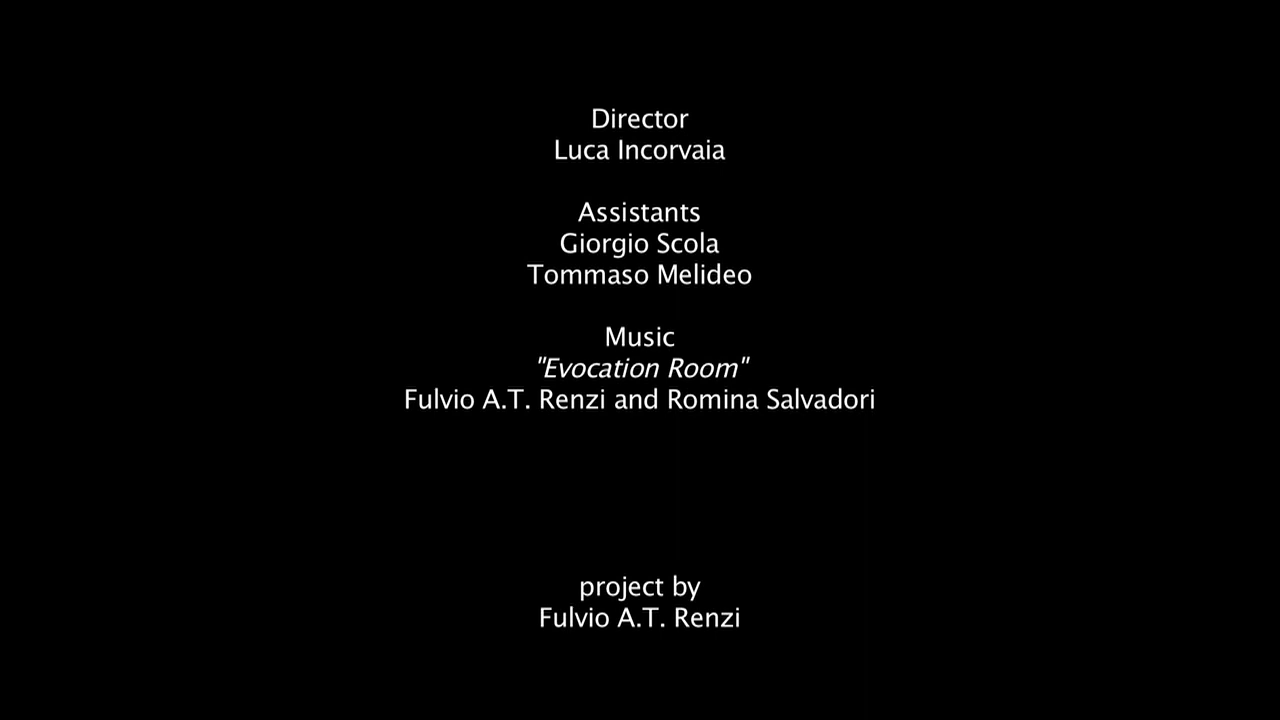 Director
Luca Incorvaia
Assistants
Giorgio Scola
Tommaso Melideo
Music
"Evocation Room"
Fulvio A.T. Renzi and Romina Salvadori
project by
Fulvio A.T. Renzi